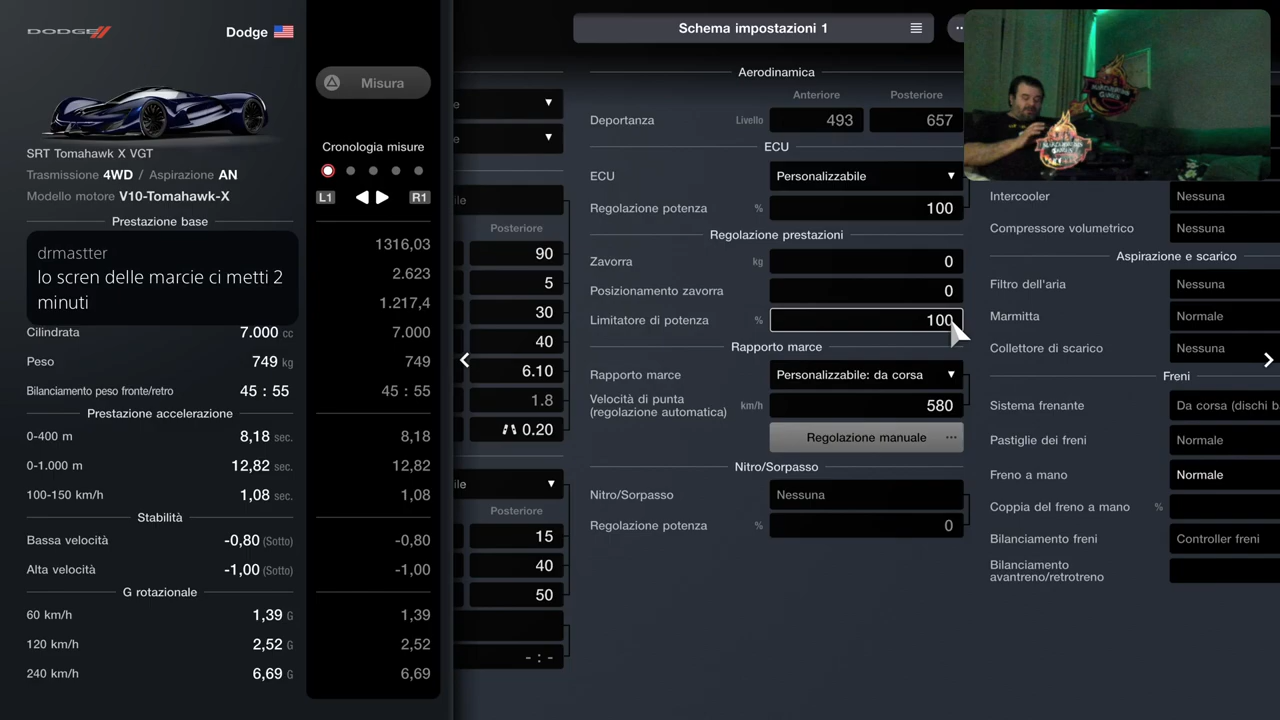 DODGE
Dodge
SRT Tomahawk X VGT
Trasmissione 4WD / Aspirazione AN
Modello motore V10-Tomahawk-X
Prestazione base
drmastter
lo scren delle marcie ci metti 2
minuti
Cilindrata 7.000 cc
Peso 749 kg
Bilanciamento peso fronte/retro 45 : 55
Prestazione accelerazione
0-400 m 8,18 sec.
0-1.000 m 12,82 sec.
100-150 km/h 1,08 sec.
Stabilità
Bassa velocità -0,80 (Sotto)
Alta velocità -1,00 (Sotto)
G rotazionale
60 km/h 1,39 G
120 km/h 2,52 G
240 km/h 6,69 G
Misura
Cronologia misure
L1 R1
1316,03
2.623
1.217,4
7.000
749
45 : 55
8,18
12,82
1,08
-0,80
-1,00
1,39
2,52
6,69
e
e
ile
Posteriore
90
5
30
40
6.10
1.8
0.20
ile
Posteriore
15
40
50
- : -
Schema impostazioni 1
Aerodinamica
Anteriore Posteriore
Deportanza Livello 493 657
ECU
ECU Personalizzabile
Regolazione potenza % 100
Regolazione prestazioni
Zavorra kg 0
Posizionamento zavorra 0
Limitatore di potenza % 100
Rapporto marce
Rapporto marce Personalizzabile: da corsa
Velocità di punta
(regolazione automatica) km/h 580
Regolazione manuale ...
Nitro/Sorpasso
Nitro/Sorpasso Nessuna
Regolazione potenza % 0
Intercooler Nessuna
Compressore volumetrico Nessuna
Aspirazione e scarico
Filtro dell'aria Nessuna
Marmitta Normale
Collettore di scarico Nessuna
Freni
Sistema frenante Da corsa (dischi b
Pastiglie dei freni Normale
Freno a mano Normale
Coppia del freno a mano %
Bilanciamento freni Controller freni
Bilanciamento
avantreno/retrotreno